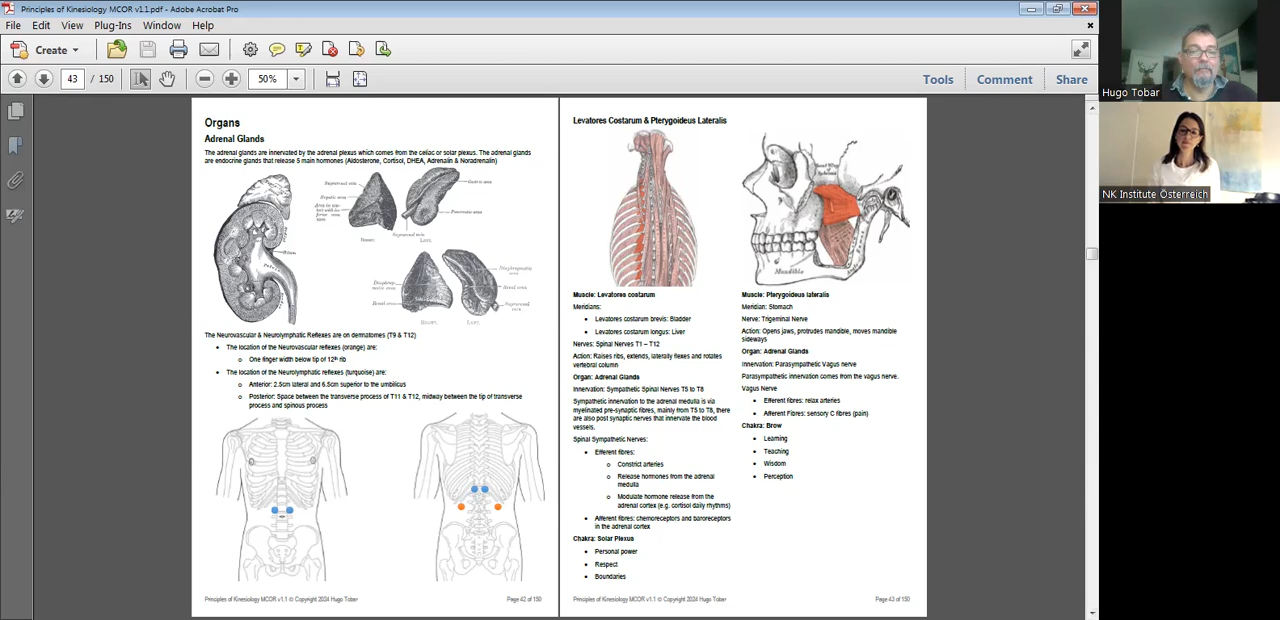 Principles of Kinesiology MCOR v1.1.pdf - Adobe Acrobat Pro
File Edit View Plug-Ins Window Help
Create
43 / 150
50%
Tools Comment Share
Hugo Tobar
NK Institute Österreich
Organs
Adrenal Glands
The adrenal glands are innervated by the adrenal plexus which comes from the celiac or solar plexus. The adrenal glands
are endocrine glands that release 5 main hormones (Aldosterone, Cortisol, DHEA, Adrenalin & Noradrenalin)
The Neurovascular & Neurolymphatic Reflexes are on dermatomes (T9 & T12)
• The location of the Neurovascular reflexes (orange) are:
o One finger width below tip of 12th rib
• The location of the Neurolymphatic reflexes (turquoise) are:
o Anterior: 2.5cm lateral and 6.5cm superior to the umbilicus
o Posterior: Space between the transverse process of T11 & T12, midway between the tip of transverse
process and spinous process
Principles of Kinesiology MCOR v1.1 © Copyright 2024 Hugo Tobar
Page 42 of 150
Levatores Costarum & Pterygoideus Lateralis
Mandible
Muscle: Levatores costarum
Meridians:
• Levatores costarum brevis: Bladder
• Levatores costarum longus: Liver
Nerves: Spinal Nerves T1 – T12
Action: Raises ribs, extends, laterally flexes and rotates
vertebral column
Organ: Adrenal Glands
Innervation: Sympathetic Spinal Nerves T5 to T8
Sympathetic innervation to the adrenal medulla is via
myelinated pre-synaptic fibres, mainly from T5 to T8, there
are also post synaptic nerves that innervate the blood
vessels.
Spinal Sympathetic Nerves:
• Efferent fibres:
o Constrict arteries
o Release hormones from the adrenal
medulla
o Modulate hormone release from the
adrenal cortex (e.g. cortisol daily rhythms)
• Afferent fibres: chemoreceptors and baroreceptors
in the adrenal cortex
Chakra: Solar Plexus
• Personal power
• Respect
• Boundaries
Muscle: Pterygoideus lateralis
Meridian: Stomach
Nerve: Trigeminal Nerve
Action: Opens jaws, protrudes mandible, moves mandible
sideways
Organ: Adrenal Glands
Innervation: Parasympathetic Vagus nerve
Parasympathetic innervation comes from the vagus nerve.
Vagus Nerve
• Efferent fibres: relax arteries
• Afferent Fibres: sensory C fibres (pain)
Chakra: Brow
• Learning
• Teaching
• Wisdom
• Perception
Principles of Kinesiology MCOR v1.1 © Copyright 2024 Hugo Tobar
Page 43 of 150